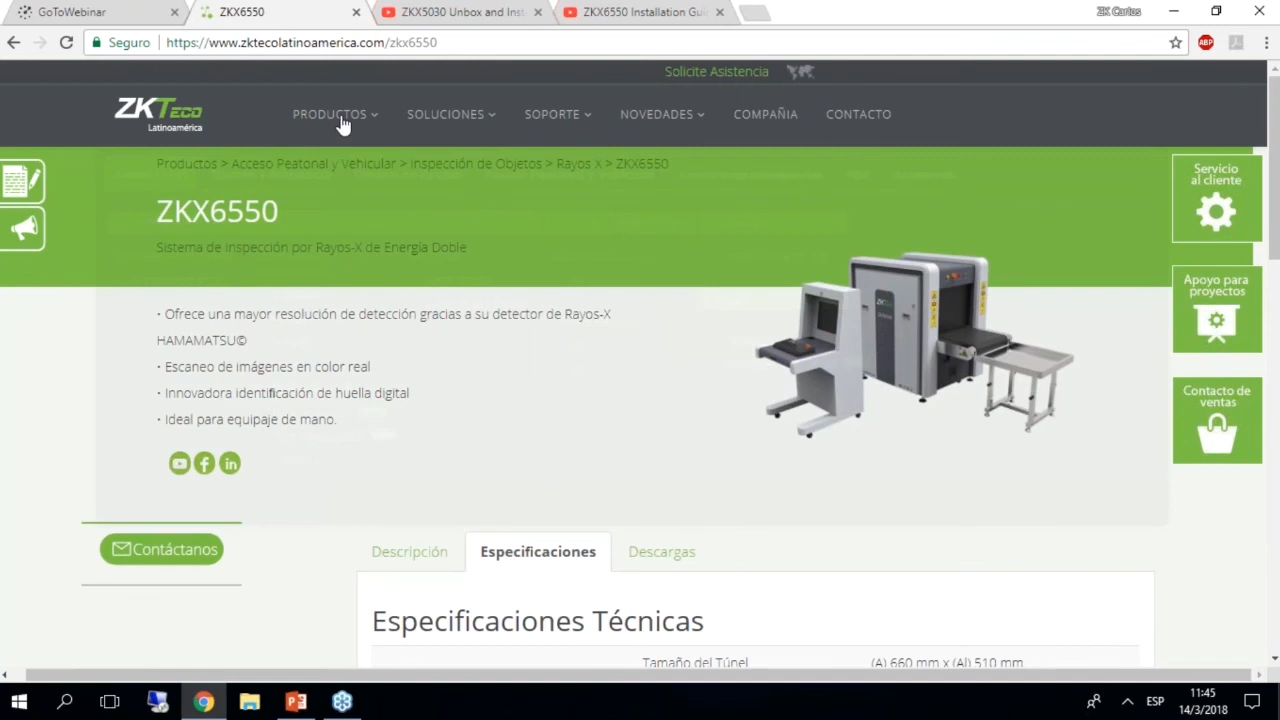 GoToWebinar
ZKX6550
ZKX5030 Unbox and Inst
ZKX6550 Installation Gui
ZK Carlos
Seguro
https://www.zktecolatinoamerica.com/zkx6550
ABP
Solicite Asistencia
ZKTECO
Latinoamérica
PRODUCTOS
SOLUCIONES
SOPORTE
NOVEDADES
COMPAÑIA
CONTACTO
Productos > Acceso Peatonal y Vehicular > Inspección de Objetos > Rayos X > ZKX6550
ZKX6550
Sistema de Inspección por Rayos-X de Energía Doble
Servicio
al cliente
Apoyo para
proyectos
Contacto de
ventas
• Ofrece una mayor resolución de detección gracias a su detector de Rayos-X
HAMAMATSU©
• Escaneo de imágenes en color real
• Innovadora identificación de huella digital
• Ideal para equipaje de mano.
Contáctanos
Descripción
Especificaciones
Descargas
Especificaciones Técnicas
Tamaño del Túnel
(A) 660 mm x (Al) 510 mm
ESP
11:45
14/3/2018